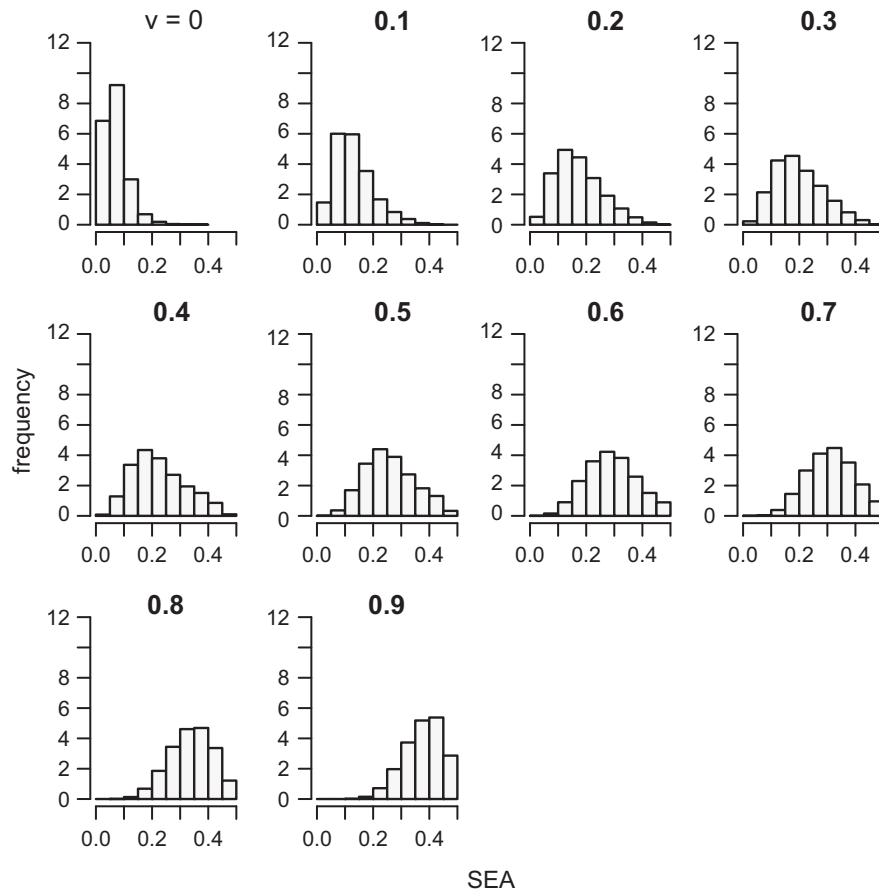 v = 0 0.1 0.2 0.3
12 12 12 12
8 8 8 8
6 6 6 6
4 4 4 4
2 2 2 2
0 0 0 0
0.0 0.2 0.4 0.0 0.2 0.4 0.0 0.2 0.4 0.0 0.2 0.4
0.4 0.5 0.6 0.7
frequency
12 12 12 12
8 8 8 8
6 6 6 6
4 4 4 4
2 2 2 2
0 0 0 0
0.0 0.2 0.4 0.0 0.2 0.4 0.0 0.2 0.4 0.0 0.2 0.4
0.8 0.9
12 12
8 8
6 6
4 4
2 2
0 0
0.0 0.2 0.4 0.0 0.2 0.4
SEA